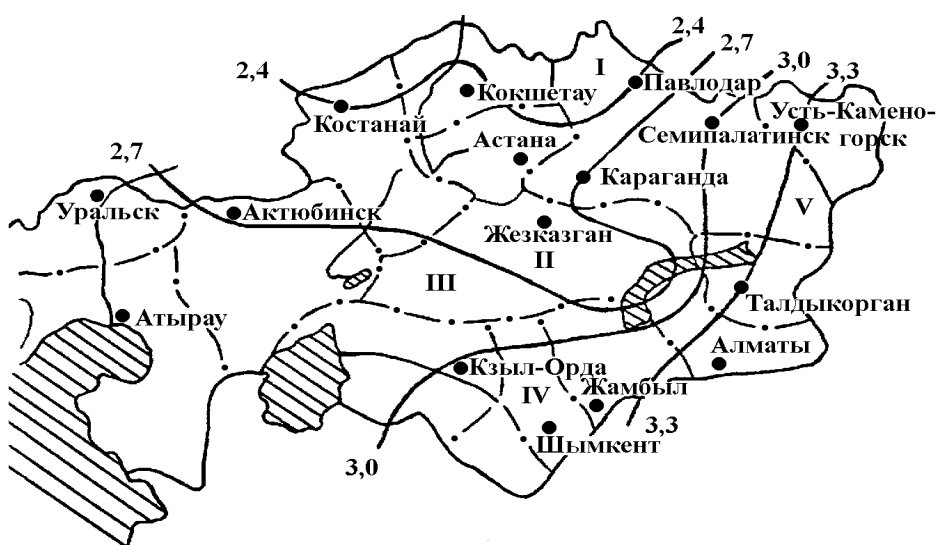 2,4
2,7
I
3,0
2,4
3,3
Павлодар
Кокшетау
Костанай
Усть-Камено-
горск
Семипалатинск
Астана
2,7
Караганда
Уральск
Актюбинск
V
Жезказган
II
III
Талдыкорган
Атырау
Алматы
Кзыл-Орда
Жамбыл
IV
3,3
Шымкент
3,0